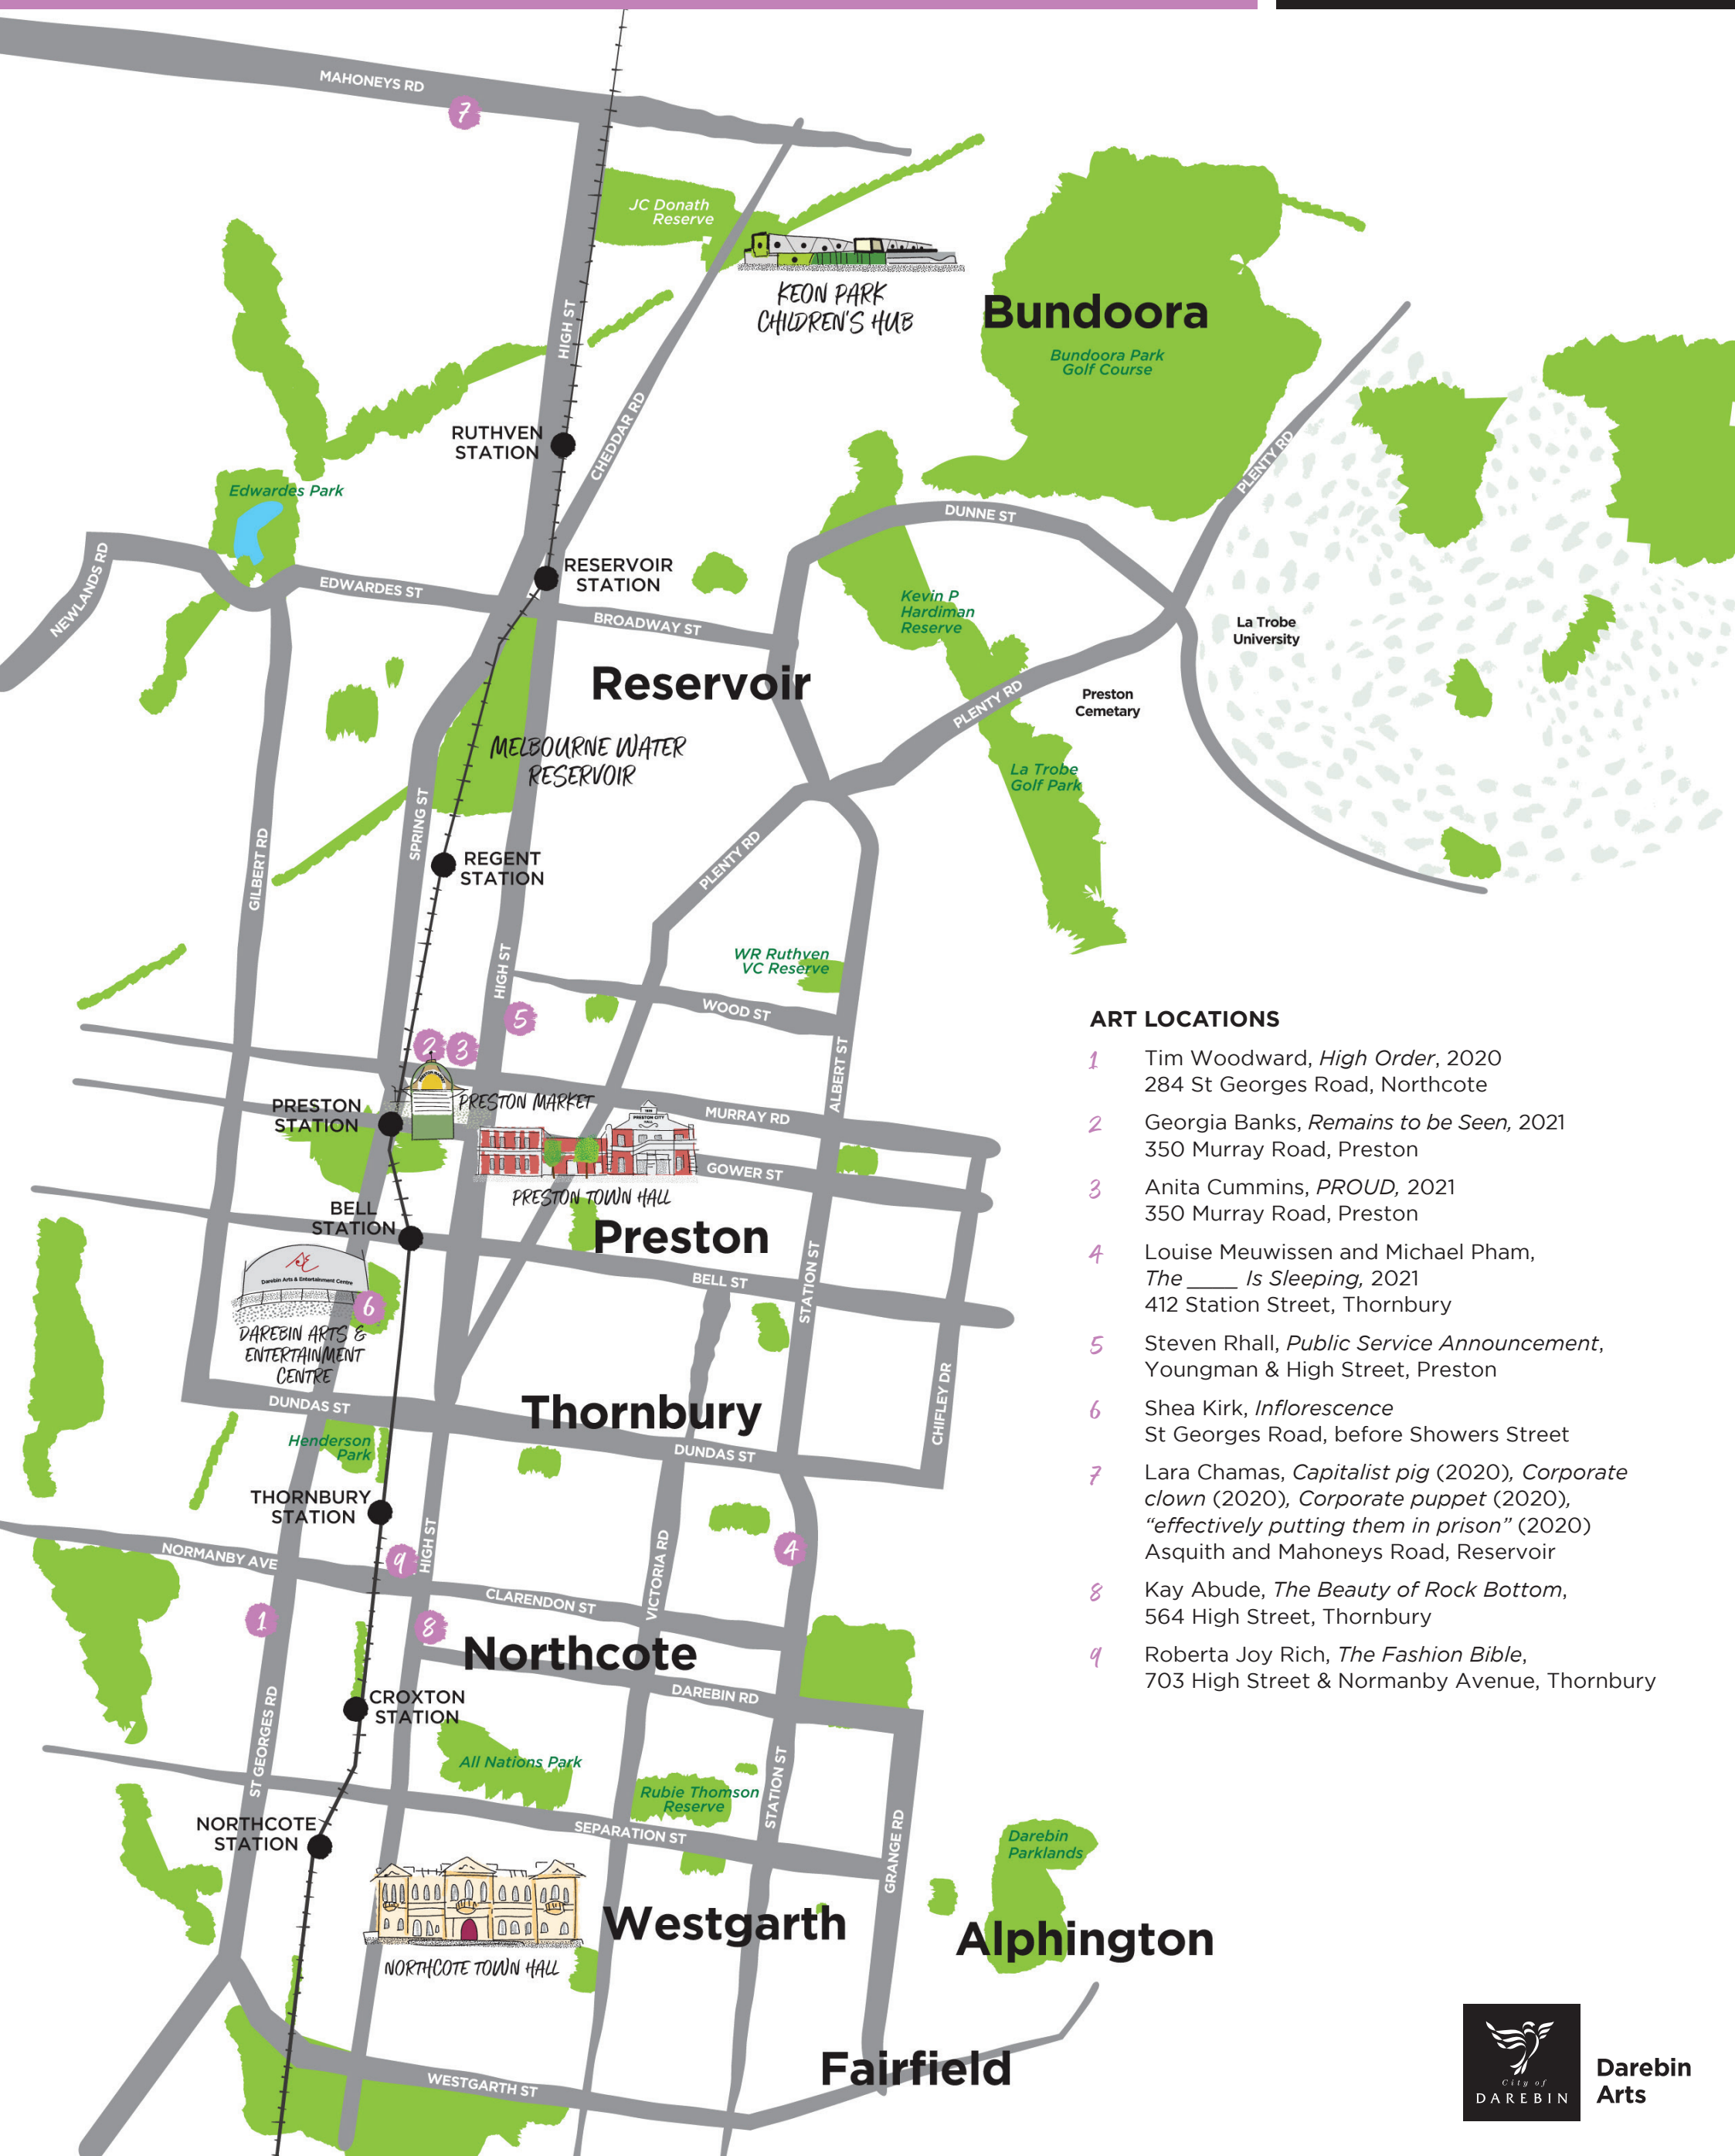 MAHONEYS RD
7
JC Donath
Reserve
KEON PARK
CHILDREN'S HUB
Bundoora
Bundoora Park
Golf Course
HIGH ST
CHEDDAR RD
RUTHVEN
STATION
PLENTY RD
Edwardes Park
DUNNE ST
NEWLANDS RD
RESERVOIR
STATION
EDWARDES ST
BROADWAY ST
Kevin P
Hardiman
Reserve
La Trobe
University
Reservoir
PLENTY RD
Preston
Cemetary
MELBOURNE WATER
RESERVOIR
La Trobe
Golf Park
SPRING ST
GILBERT RD
REGENT
STATION
PLENTY RD
HIGH ST
WR Ruthven
VC Reserve
WOOD ST
5
2
3
ALBERT ST
PRESTON MARKET
PRESTON
STATION
PRESTON CITY
HALL
MURRAY RD
GOWER ST
PRESTON TOWN HALL
BELL
STATION
Preston
Darebin Arts & Entertainment Centre
BELL ST
STATION ST
6
DAREBIN ARTS &
ENTERTAINMENT
CENTRE
CHIFLEY DR
DUNDAS ST
Thornbury
Henderson
Park
DUNDAS ST
THORNBURY
STATION
HIGH ST
VICTORIA RD
4
NORMANBY AVE
9
CLARENDON ST
1
8
Northcote
DAREBIN RD
CROXTON
STATION
ST GEORGES RD
All Nations Park
Rubie Thomson
Reserve
STATION ST
NORTHCOTE
STATION
SEPARATION ST
GRANGE RD
Darebin
Parklands
Westgarth
Alphington
NORTHCOTE TOWN HALL
Fairfield
WESTGARTH ST
ART LOCATIONS
1 Tim Woodward, High Order, 2020
284 St Georges Road, Northcote
2 Georgia Banks, Remains to be Seen, 2021
350 Murray Road, Preston
3 Anita Cummins, PROUD, 2021
350 Murray Road, Preston
4 Louise Meuwissen and Michael Pham,
The ____ Is Sleeping, 2021
412 Station Street, Thornbury
5 Steven Rhall, Public Service Announcement,
Youngman & High Street, Preston
6 Shea Kirk, Inflorescence
St Georges Road, before Showers Street
7 Lara Chamas, Capitalist pig (2020), Corporate
clown (2020), Corporate puppet (2020),
“effectively putting them in prison” (2020)
Asquith and Mahoneys Road, Reservoir
8 Kay Abude, The Beauty of Rock Bottom,
564 High Street, Thornbury
9 Roberta Joy Rich, The Fashion Bible,
703 High Street & Normanby Avenue, Thornbury
City of
DAREBIN
Darebin
Arts